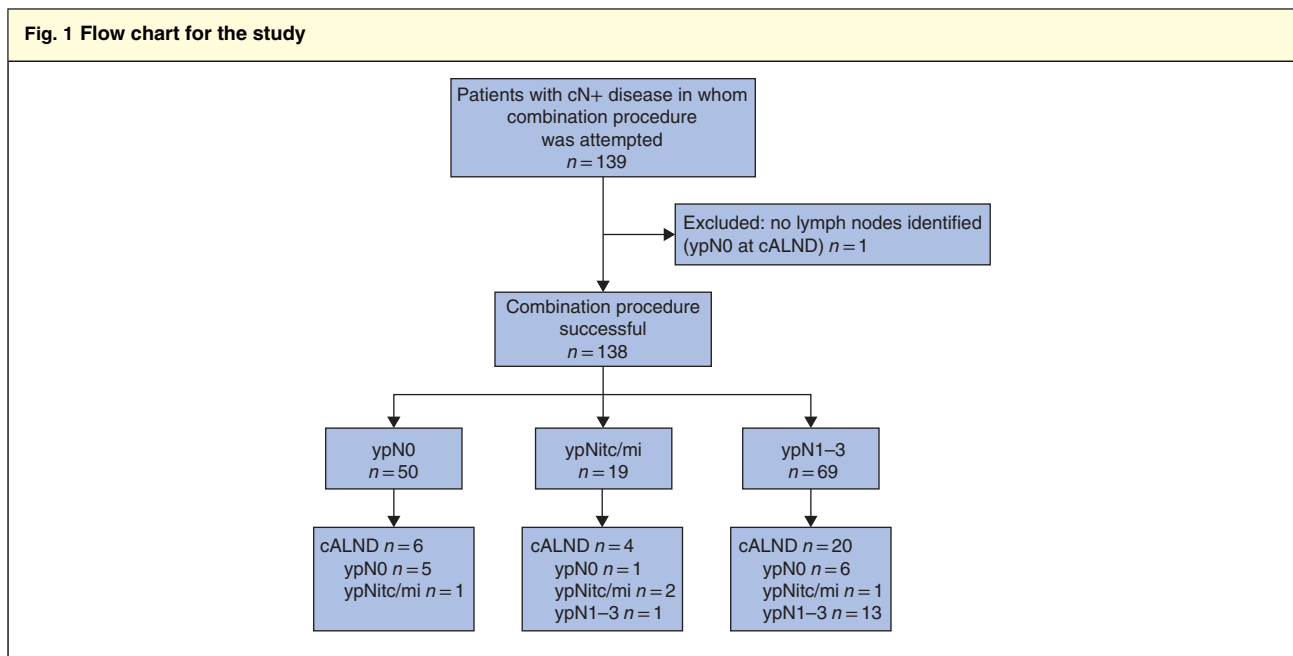 Fig. 1 Flow chart for the study
Patients with cN+ disease in whom
combination procedure
was attempted
n = 139
Excluded: no lymph nodes identified
(ypN0 at cALND) n = 1
Combination procedure
successful
n = 138
ypN0
n = 50
ypNitc/mi
n = 19
ypN1–3
n = 69
cALND n = 6
ypN0 n = 5
ypNitc/mi n = 1
cALND n = 4
ypN0 n = 1
ypNitc/mi n = 2
ypN1–3 n = 1
cALND n = 20
ypN0 n = 6
ypNitc/mi n = 1
ypN1–3 n = 13